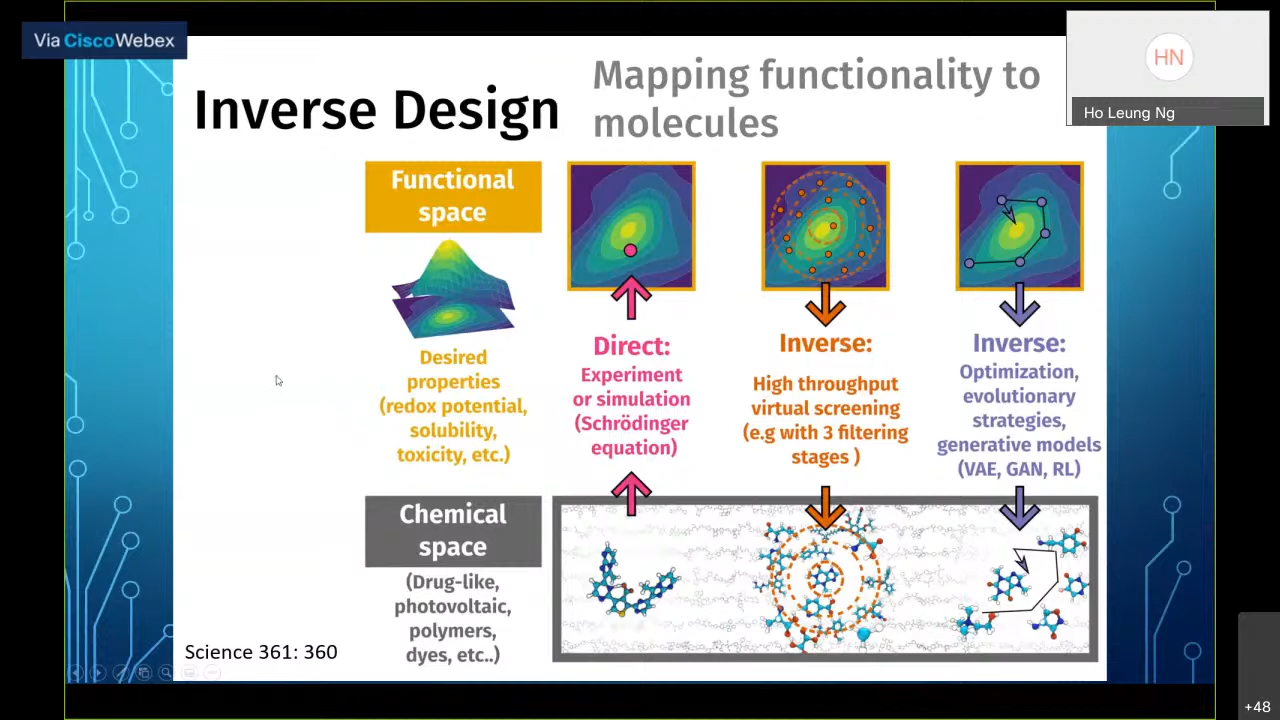 Via Cisco Webex
HN
Ho Leung Ng
Inverse Design
Mapping functionality to
molecules
Functional
space
Desired
properties
(redox potential,
solubility,
toxicity, etc.)
Direct:
Experiment
or simulation
(Schrödinger
equation)
Inverse:
High throughput
virtual screening
(e.g with 3 filtering
stages )
Inverse:
Optimization,
evolutionary
strategies,
generative models
(VAE, GAN, RL)
Chemical
space
(Drug-like,
photovoltaic,
polymers,
dyes, etc..)
Science 361: 360
+48